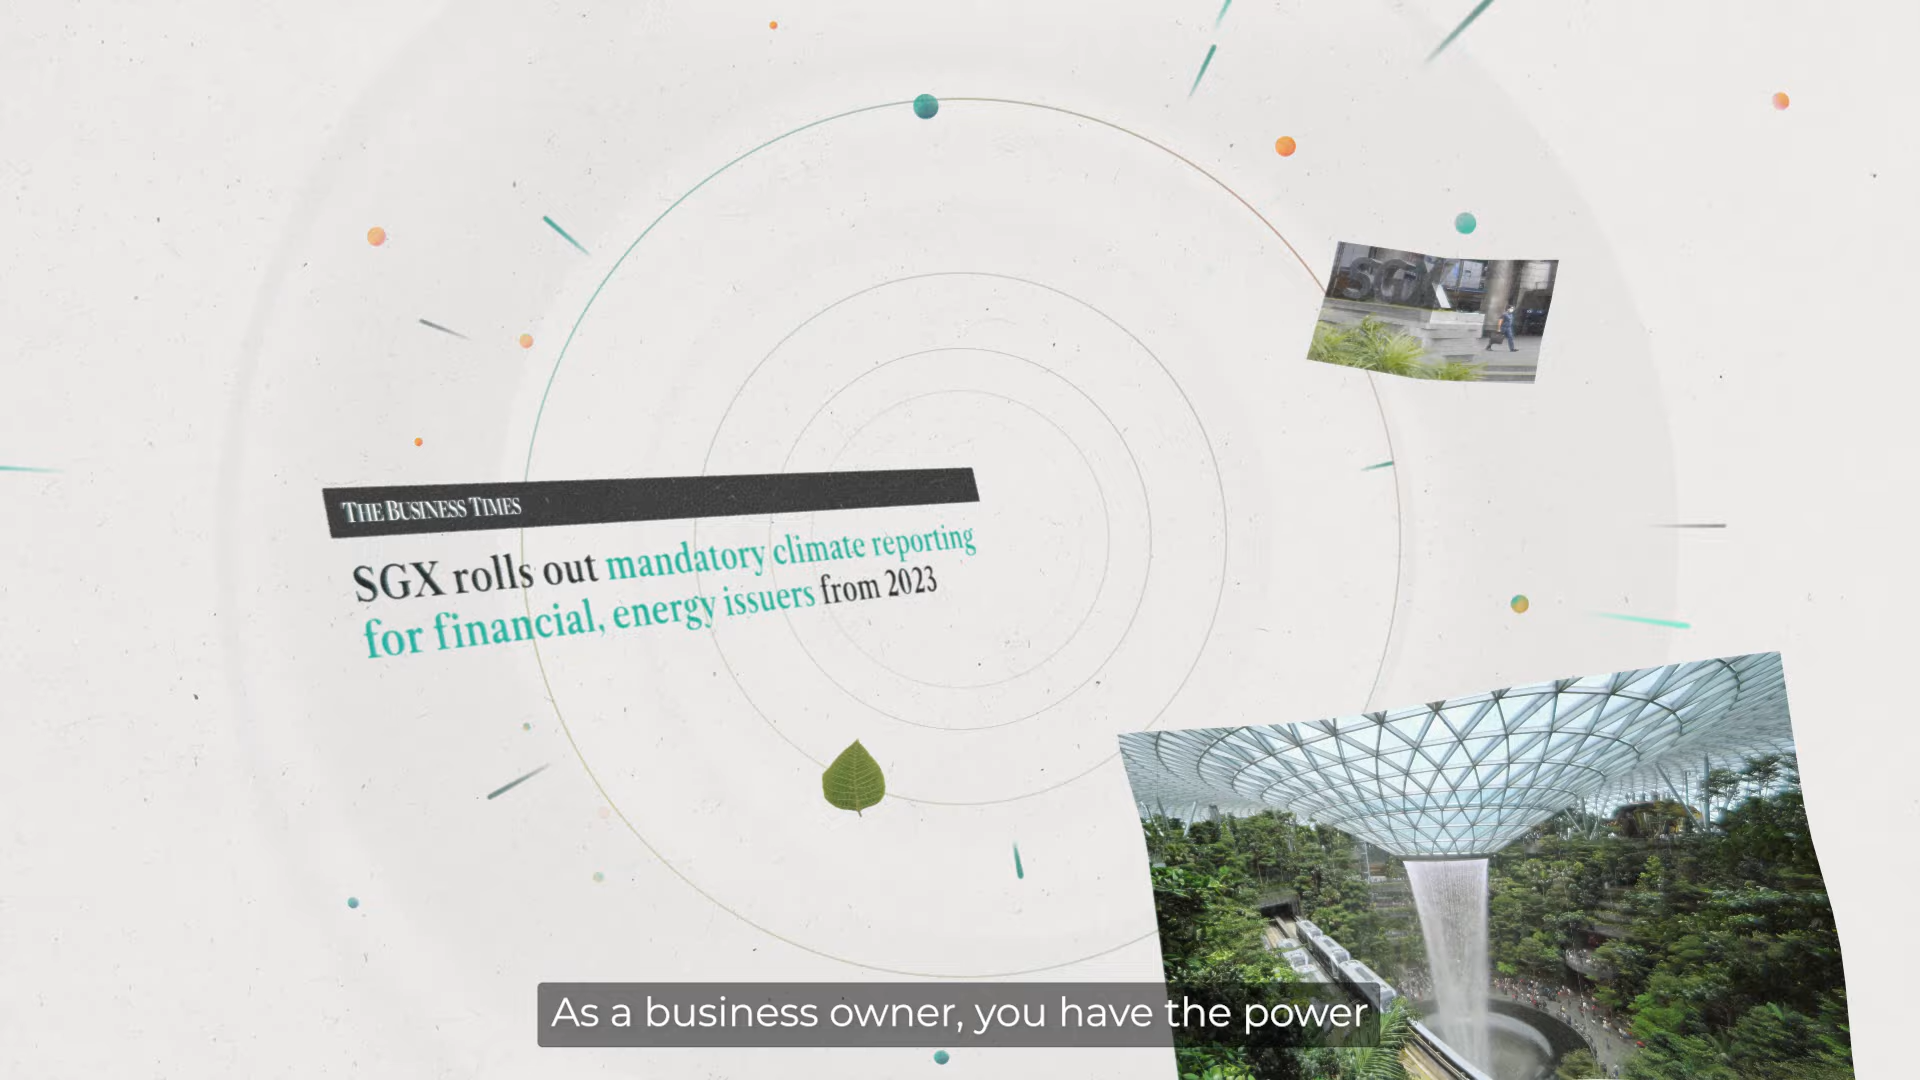 SGX
THE BUSINESS TIMES
SGX rolls out mandatory climate reporting
for financial, energy issuers from 2023
As a business owner, you have the power